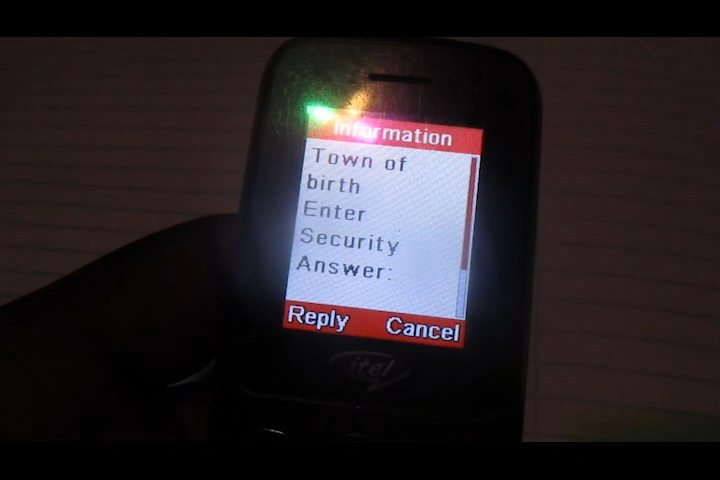 Information
Town of
birth
Enter
Security
Answer:
Reply Cancel
itel